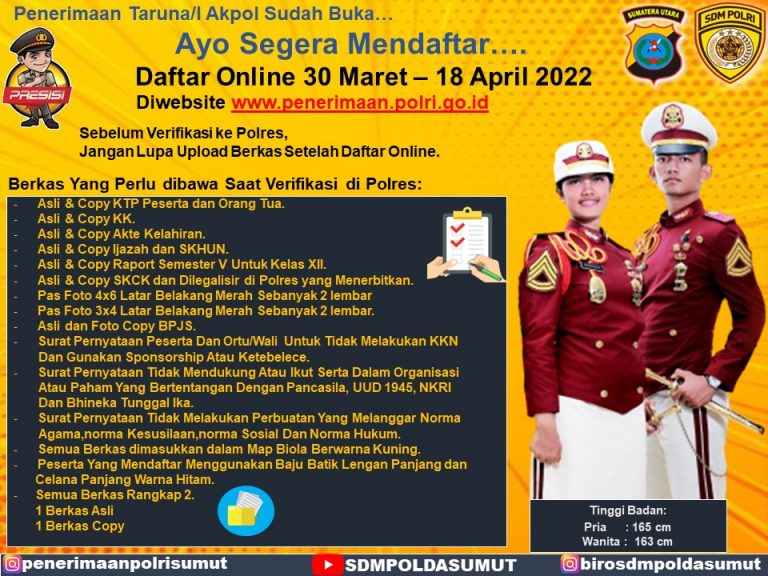 Penerimaan Taruna/I Akpol Sudah Buka…
Ayo Segera Mendaftar….
Daftar Online 30 Maret – 18 April 2022
Diwebsite www.penerimaan.polri.go.id
SUMATERA UTARA
SDM POLRI
PRESISI
Sebelum Verifikasi ke Polres,
Jangan Lupa Upload Berkas Setelah Daftar Online.
Berkas Yang Perlu dibawa Saat Verifikasi di Polres:
- Asli & Copy KTP Peserta dan Orang Tua.
- Asli & Copy KK.
- Asli & Copy Akte Kelahiran.
- Asli & Copy Ijazah dan SKHUN.
- Asli & Copy Raport Semester V Untuk Kelas XII.
- Asli & Copy SKCK dan Dilegalisir di Polres yang Menerbitkan.
- Pas Foto 4x6 Latar Belakang Merah Sebanyak 2 lembar
- Pas Foto 3x4 Latar Belakang Merah Sebanyak 2 lembar.
- Asli dan Foto Copy BPJS.
- Surat Pernyataan Peserta Dan Ortu/Wali Untuk Tidak Melakukan KKN
Dan Gunakan Sponsorship Atau Ketebelece.
- Surat Pernyataan Tidak Mendukung Atau Ikut Serta Dalam Organisasi
Atau Paham Yang Bertentangan Dengan Pancasila, UUD 1945, NKRI
Dan Bhineka Tunggal Ika.
- Surat Pernyataan Tidak Melakukan Perbuatan Yang Melanggar Norma
Agama,norma Kesusilaan,norma Sosial Dan Norma Hukum.
- Semua Berkas dimasukkan dalam Map Biola Berwarna Kuning.
- Peserta Yang Mendaftar Menggunakan Baju Batik Lengan Panjang dan
Celana Panjang Warna Hitam.
- Semua Berkas Rangkap 2.
1 Berkas Asli
1 Berkas Copy
Tinggi Badan:
Pria : 165 cm
Wanita : 163 cm
penerimaanpolrisumut
SDMPOLDASUMUT
birosdmpoldasumut